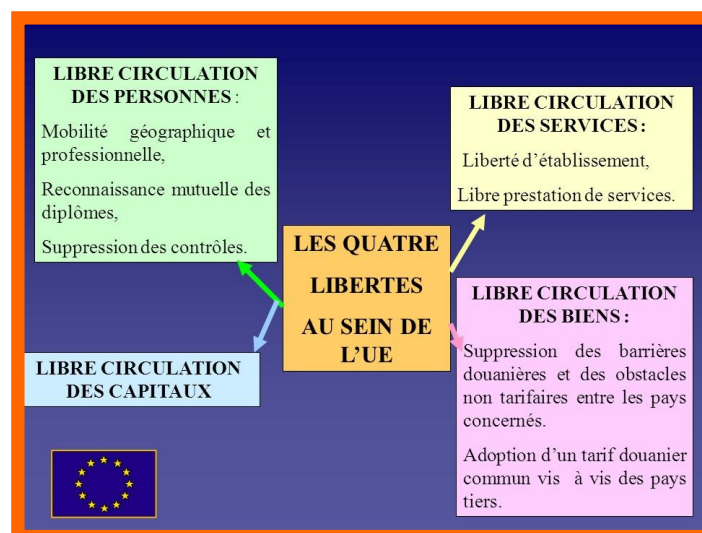 LIBRE CIRCULATION
DES PERSONNES :
Mobilité géographique et
professionnelle,
Reconnaissance mutuelle des
diplômes,
Suppression des contrôles.
LIBRE CIRCULATION
DES SERVICES :
Liberté d’établissement,
Libre prestation de services.
LES QUATRE
LIBERTES
AU SEIN DE
L’UE
LIBRE CIRCULATION
DES CAPITAUX
LIBRE CIRCULATION
DES BIENS :
Suppression des barrières
douanières et des obstacles
non tarifaires entre les pays
concernés.
Adoption d’un tarif douanier
commun vis à vis des pays
tiers.